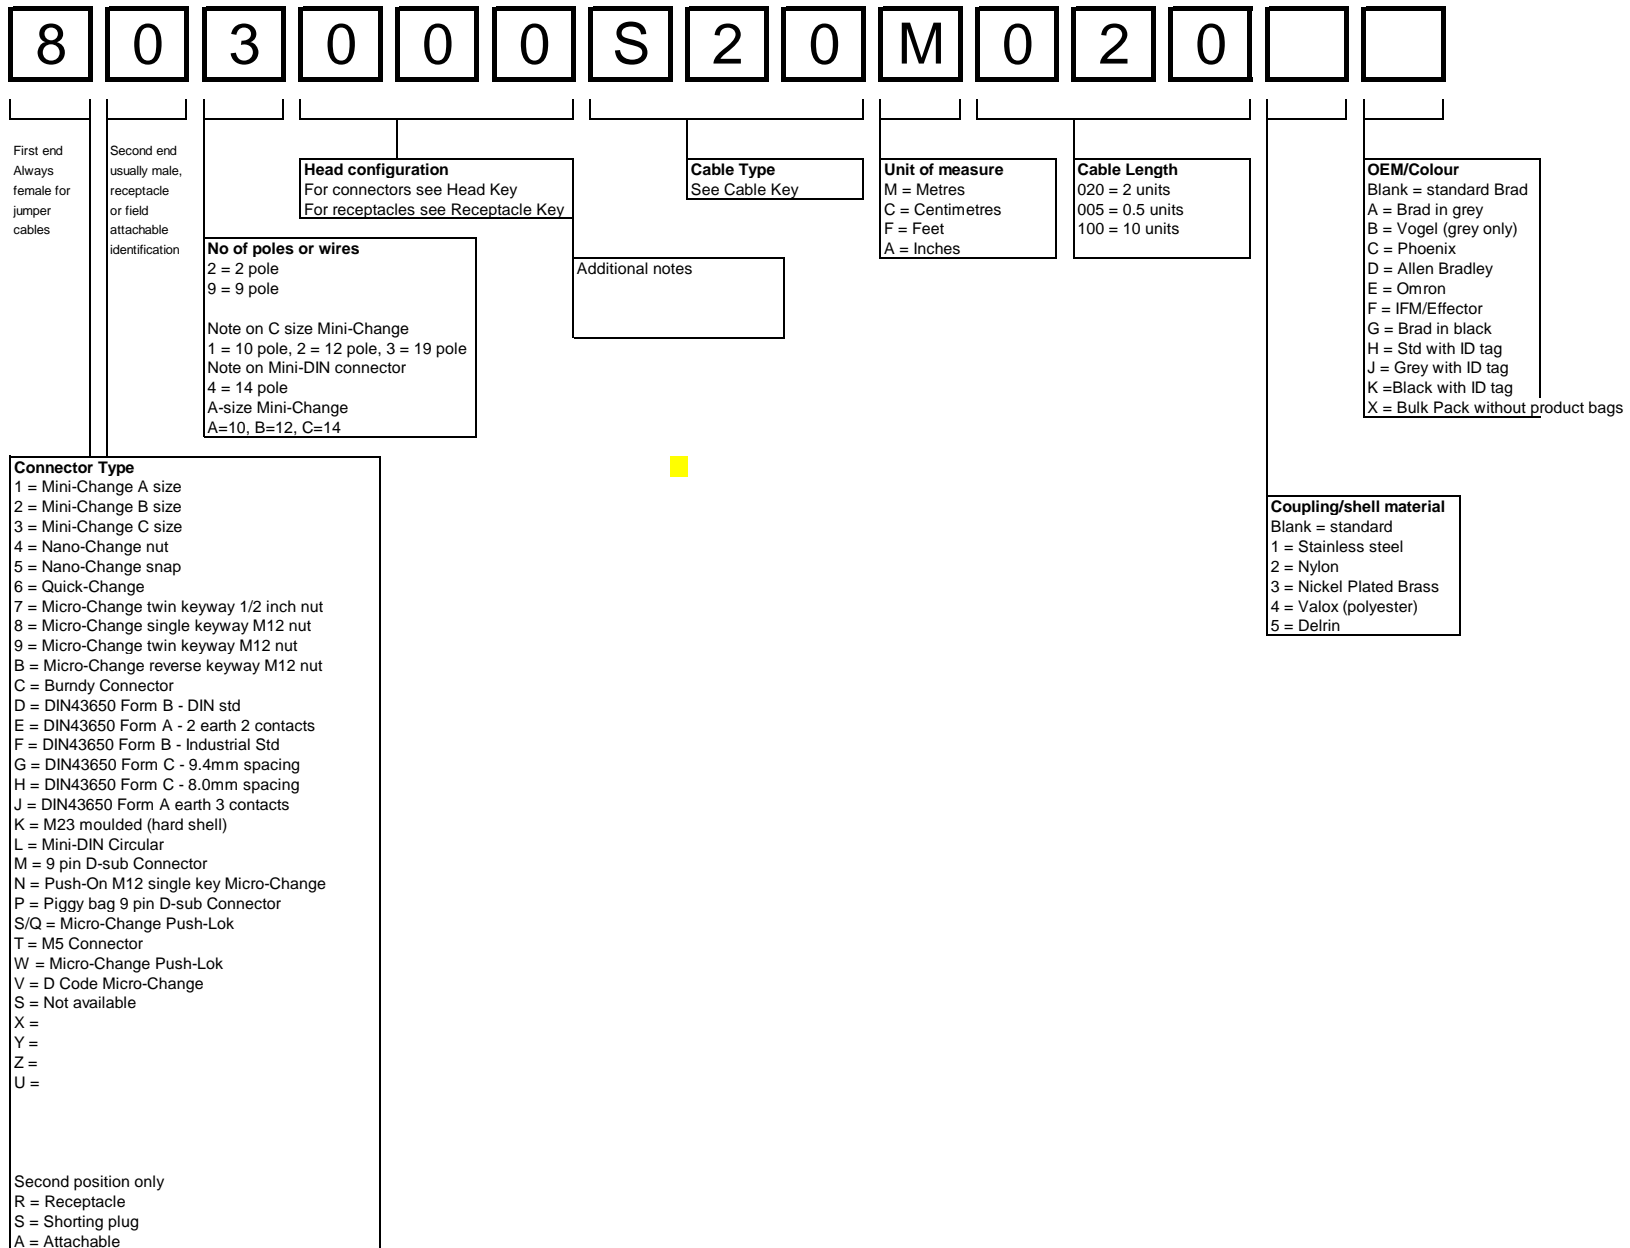 8 0 3 0 0 0 S 2 0 M 0 2 0
First end
Always
female for
jumper
cables
Second end
usually male,
receptacle
or field
attachable
identification
Head configuration
For connectors see Head Key
For receptacles see Receptacle Key
Cable Type
See Cable Key
Unit of measure
M = Metres
C = Centimetres
F = Feet
A = Inches
Cable Length
020 = 2 units
005 = 0.5 units
100 = 10 units
OEM/Colour
Blank = standard Brad
A = Brad in grey
B = Vogel (grey only)
C = Phoenix
D = Allen Bradley
E = Omron
F = IFM/Effector
G = Brad in black
H = Std with ID tag
J = Grey with ID tag
K =Black with ID tag
X = Bulk Pack without product bags
No of poles or wires
2 = 2 pole
9 = 9 pole
Note on C size Mini-Change
1 = 10 pole, 2 = 12 pole, 3 = 19 pole
Note on Mini-DIN connector
4 = 14 pole
A-size Mini-Change
A=10, B=12, C=14
Additional notes
Connector Type
1 = Mini-Change A size
2 = Mini-Change B size
3 = Mini-Change C size
4 = Nano-Change nut
5 = Nano-Change snap
6 = Quick-Change
7 = Micro-Change twin keyway 1/2 inch nut
8 = Micro-Change single keyway M12 nut
9 = Micro-Change twin keyway M12 nut
B = Micro-Change reverse keyway M12 nut
C = Burndy Connector
D = DIN43650 Form B - DIN std
E = DIN43650 Form A - 2 earth 2 contacts
F = DIN43650 Form B - Industrial Std
G = DIN43650 Form C - 9.4mm spacing
H = DIN43650 Form C - 8.0mm spacing
J = DIN43650 Form A earth 3 contacts
K = M23 moulded (hard shell)
L = Mini-DIN Circular
M = 9 pin D-sub Connector
N = Push-On M12 single key Micro-Change
P = Piggy bag 9 pin D-sub Connector
S/Q = Micro-Change Push-Lok
T = M5 Connector
W = Micro-Change Push-Lok
V = D Code Micro-Change
S = Not available
X =
Y =
Z =
U =
Second position only
R = Receptacle
S = Shorting plug
A = Attachable
Coupling/shell material
Blank = standard
1 = Stainless steel
2 = Nylon
3 = Nickel Plated Brass
4 = Valox (polyester)
5 = Delrin